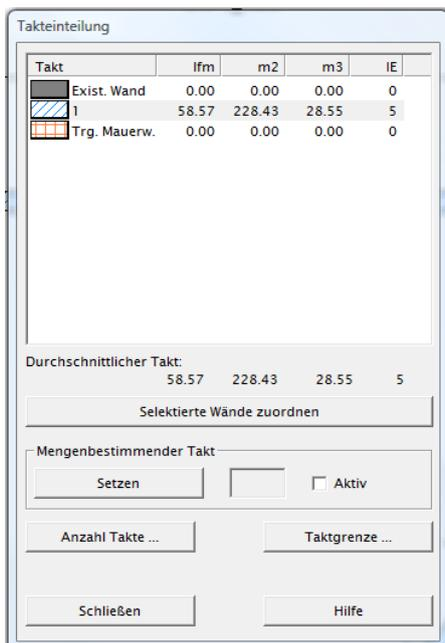 Takteinteilung
Takt lfm m2 m3 IE
Exist. Wand 0.00 0.00 0.00 0
1 58.57 228.43 28.55 5
Trg. Mauerw. 0.00 0.00 0.00 0
Durchschnittlicher Takt:
58.57 228.43 28.55 5
Selektierte Wände zuordnen
Mengenbestimmender Takt
Setzen Aktiv
Anzahl Takte ... Taktgrenze ...
Schließen Hilfe